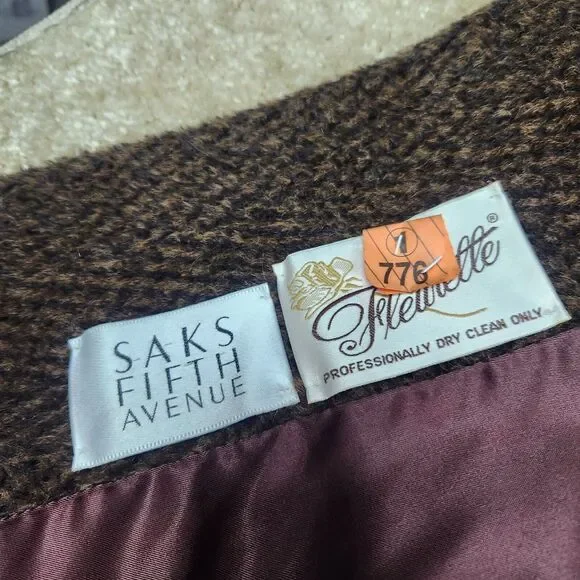 SAKS
FIFTH
AVENUE
1
776
Fleurette ®
PROFESSIONALLY DRY CLEAN ONLY